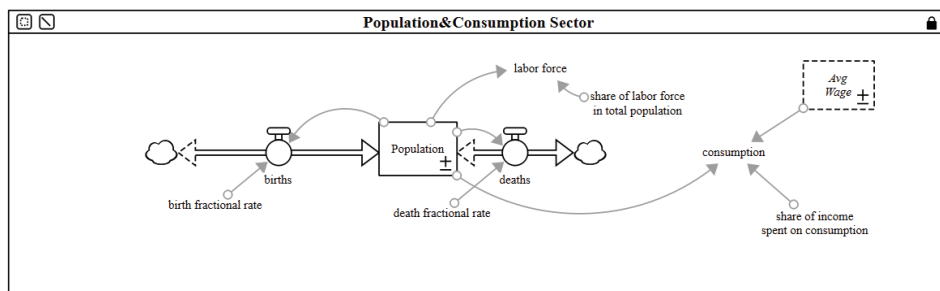 Population&Consumption Sector
labor force
Avg
Wage
share of labor force
in total population
Population
consumption
births
deaths
birth fractional rate
death fractional rate
share of income
spent on consumption